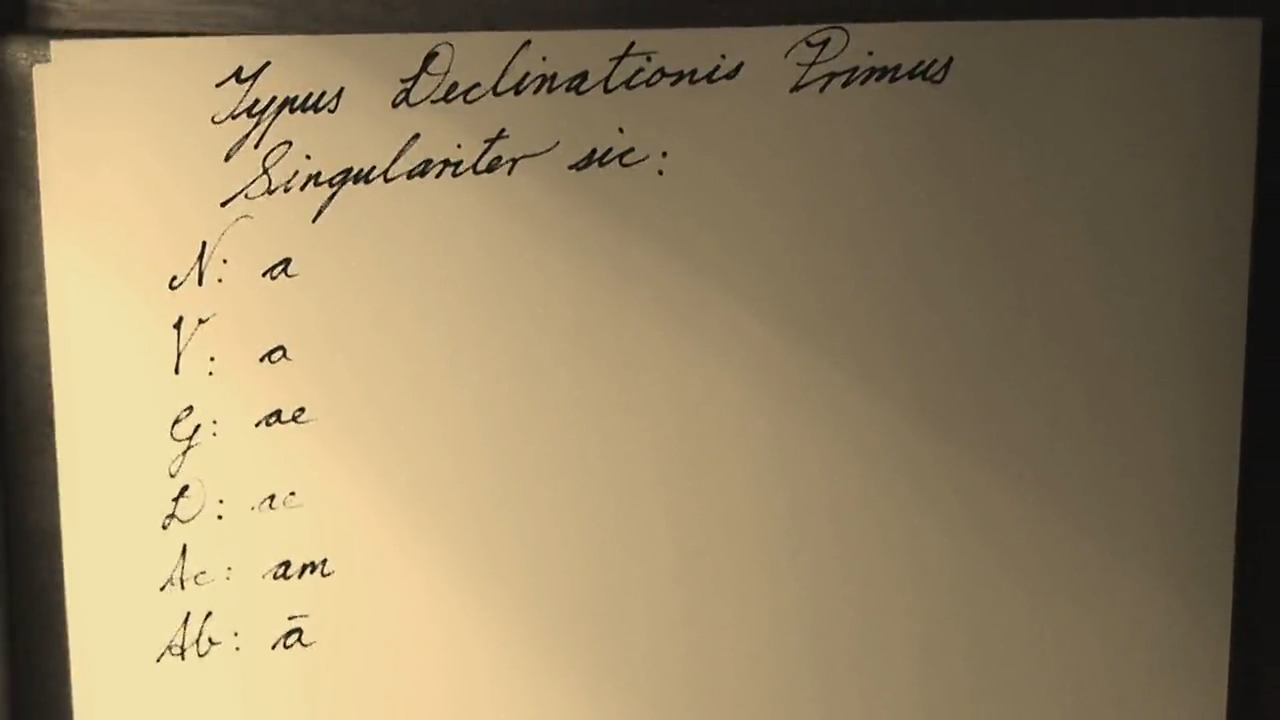 Typus Declinationis Primus
Singulariter sic:
N: a
V: a
G: ae
D: ae
Ac: am
Ab: ā